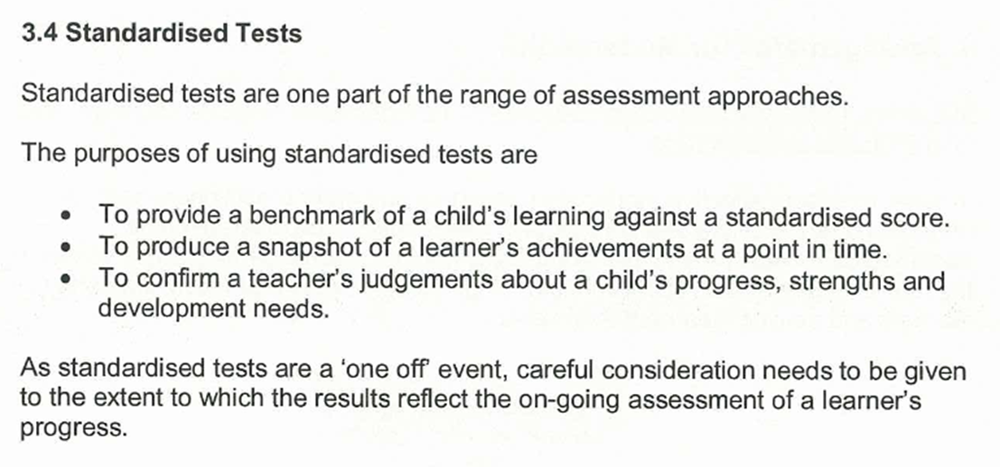 3.4 Standardised Tests
Standardised tests are one part of the range of assessment approaches.
The purposes of using standardised tests are
• To provide a benchmark of a child's learning against a standardised score.
• To produce a snapshot of a learner's achievements at a point in time.
• To confirm a teacher's judgements about a child's progress, strengths and
development needs.
As standardised tests are a 'one off' event, careful consideration needs to be given
to the extent to which the results reflect the on-going assessment of a learner's
progress.